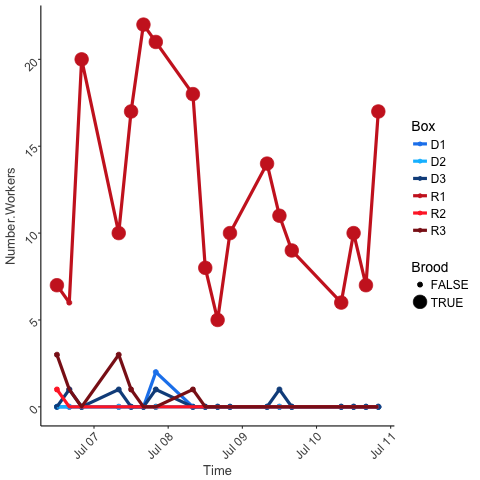 20
15
10
5
0
Number.Workers
Jul 07
Jul 08
Jul 09
Jul 10
Jul 11
Time
Box
D1
D2
D3
R1
R2
R3
Brood
FALSE
TRUE